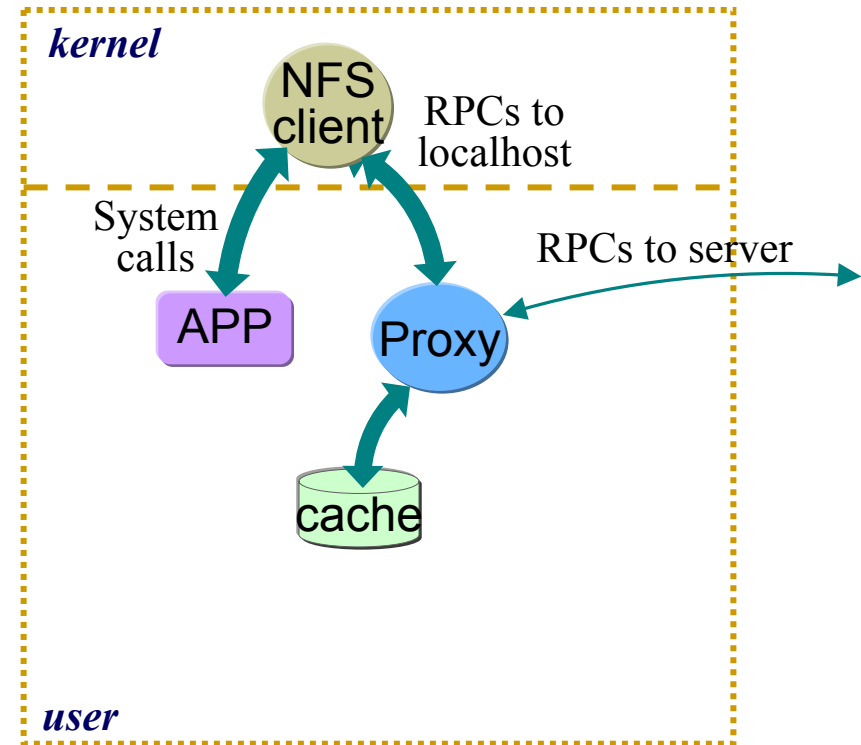 kernel
NFS
client
RPCs to
localhost
System
calls
RPCs to server
APP
Proxy
cache
user